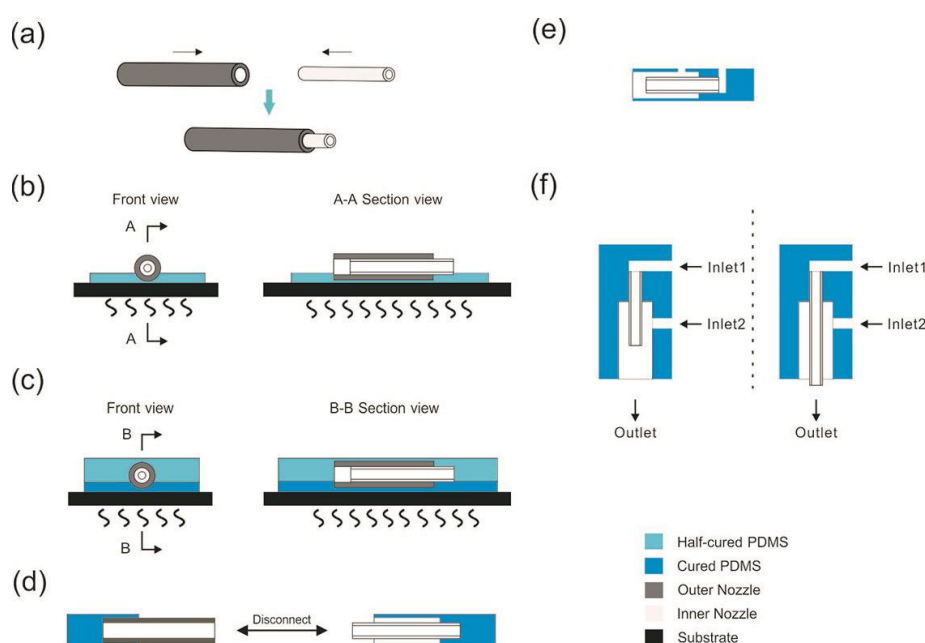 (a)
(b)
Front view
A
A
A-A Section view
(c)
Front view
B
B
B-B Section view
(d)
Disconnect
(e)
(f)
Inlet1
Inlet2
Outlet
Inlet1
Inlet2
Outlet
Half-cured PDMS
Cured PDMS
Outer Nozzle
Inner Nozzle
Substrate